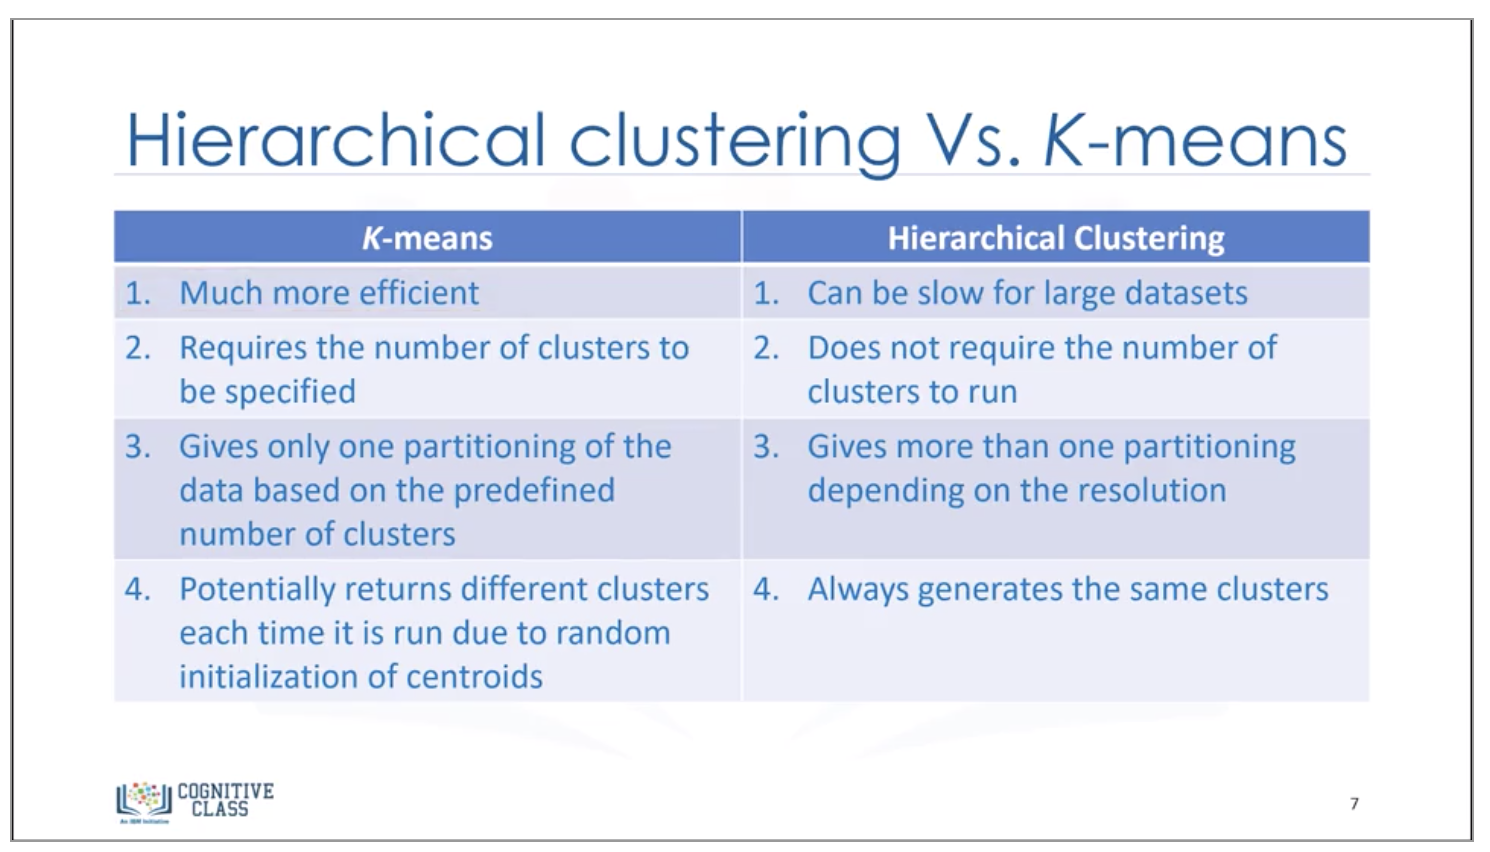 Hierarchical clustering Vs. K-means
K-means
Hierarchical Clustering
1. Much more efficient
1. Can be slow for large datasets
2. Requires the number of clusters to
be specified
2. Does not require the number of
clusters to run
3. Gives only one partitioning of the
data based on the predefined
number of clusters
3. Gives more than one partitioning
depending on the resolution
4. Potentially returns different clusters
each time it is run due to random
initialization of centroids
4. Always generates the same clusters
COGNITIVE
CLASS
An IBM Initiative
7